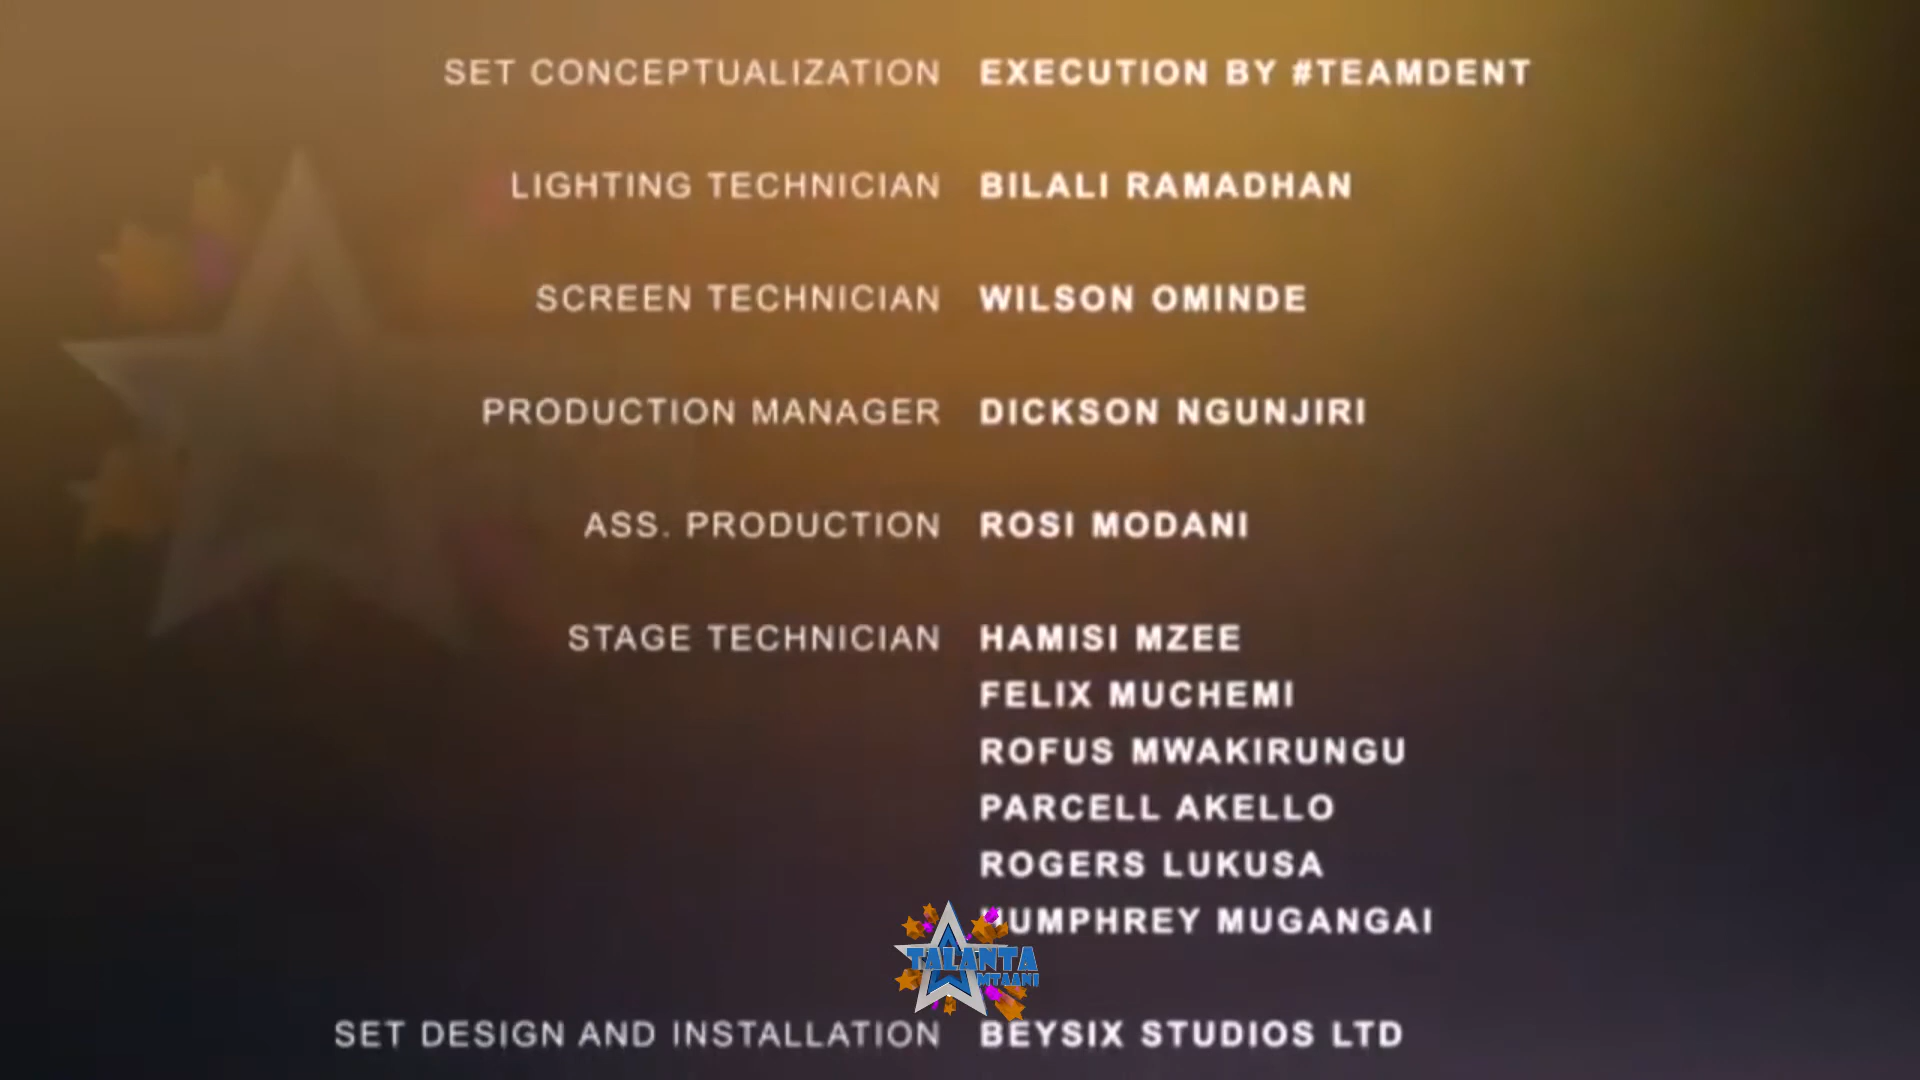 SET CONCEPTUALIZATION EXECUTION BY #TEAMDENT
LIGHTING TECHNICIAN BILALI RAMADHAN
SCREEN TECHNICIAN WILSON OMINDE
PRODUCTION MANAGER DICKSON NGUNJIRI
ASS. PRODUCTION ROSI MODANI
STAGE TECHNICIAN HAMISI MZEE
FELIX MUCHEMI
ROFUS MWAKIRUNGU
PARCELL AKELLO
ROGERS LUKUSA
HUMPHREY MUGANGAI
TALANTA
MTAANI
SET DESIGN AND INSTALLATION BEYSIX STUDIOS LTD